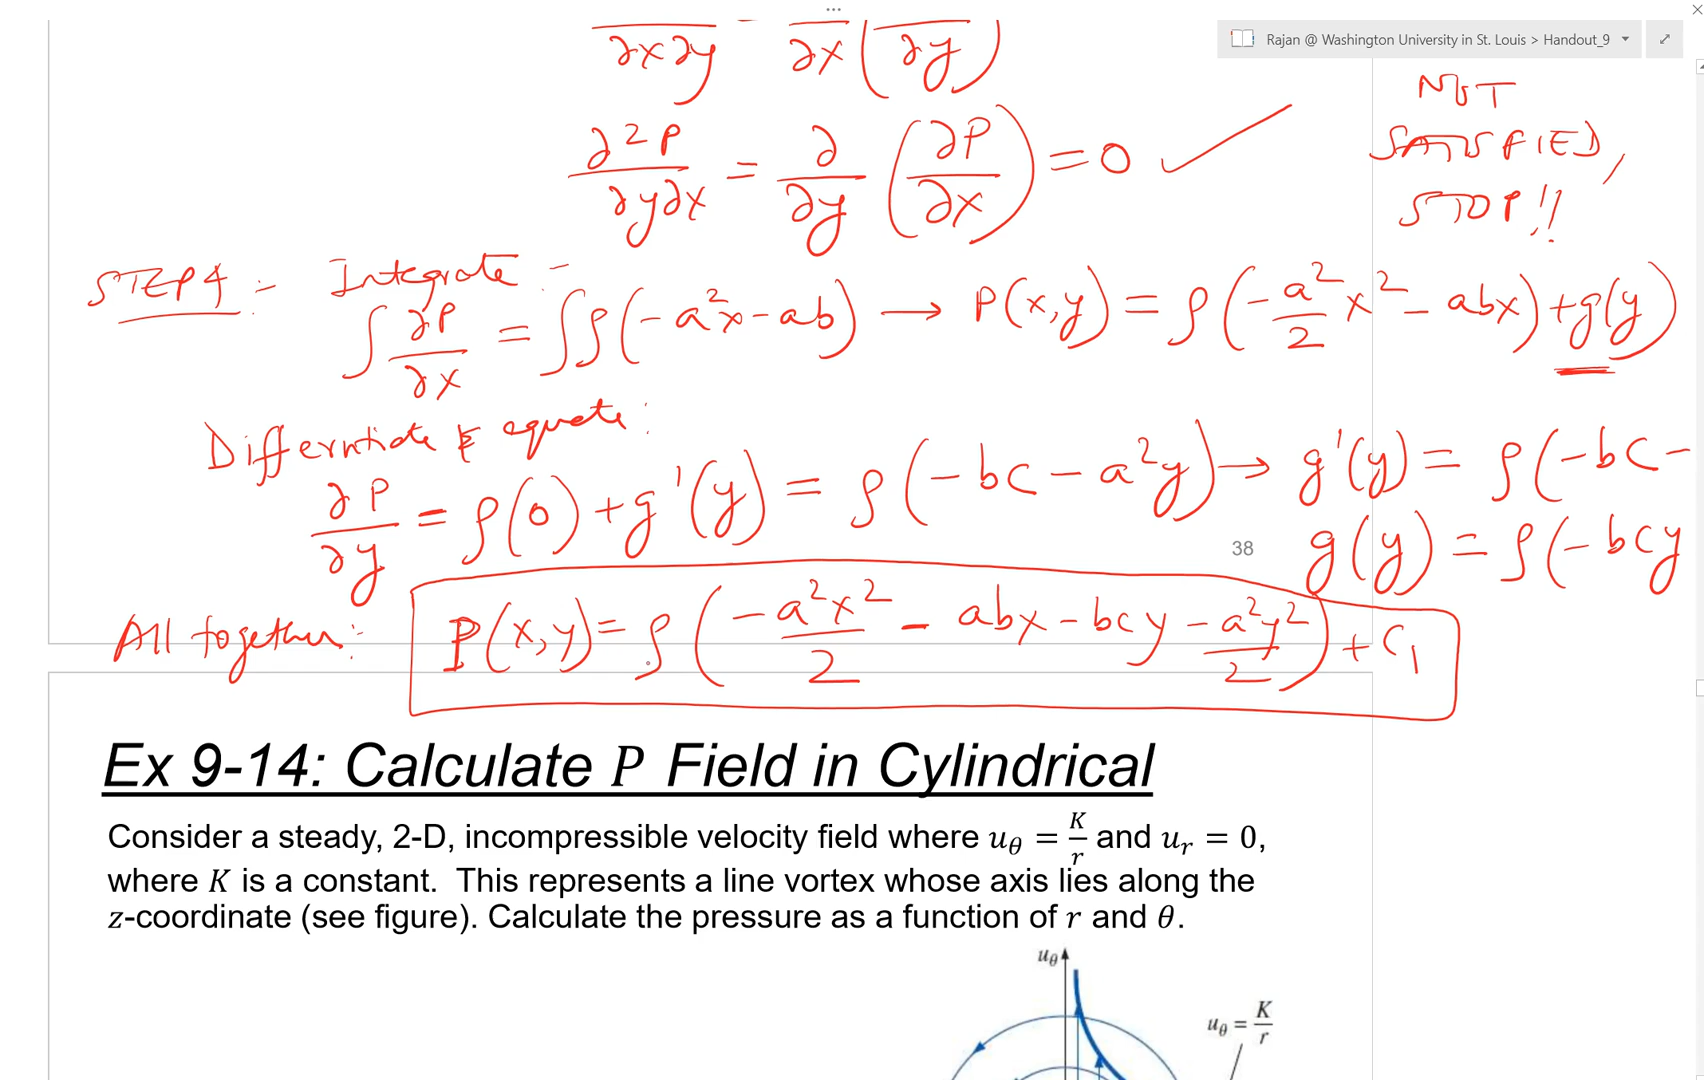 ...
Rajan @ Washington University in St. Louis > Handout_9
∂x∂y = ∂x (∂y)
NOT
SATISFIED,
STOP!!
∂²P/∂y∂x = ∂/∂y (∂P/∂x) = 0 ✓
STEP 4 : Integrate :-
∫ ∂P/∂x = ∫ρ(-a²x-ab) → P(x,y) = ρ(-a²/2 x² - abx) + g(y)
Differntiate & equate :
∂P/∂y = ρ(0) + g'(y) = ρ(-bc - a²y) → g'(y) = ρ(-bc -
38
g(y) = ρ(-bcy
All together :- P(x,y) = ρ(-a²x²/2 - abx - bcy - a²y²/2) + C₁
Ex 9-14: Calculate P Field in Cylindrical
Consider a steady, 2-D, incompressible velocity field where u_θ = K/r and u_r = 0,
where K is a constant.  This represents a line vortex whose axis lies along the
z-coordinate (see figure). Calculate the pressure as a function of r and θ.
u_θ
u_θ = K/r